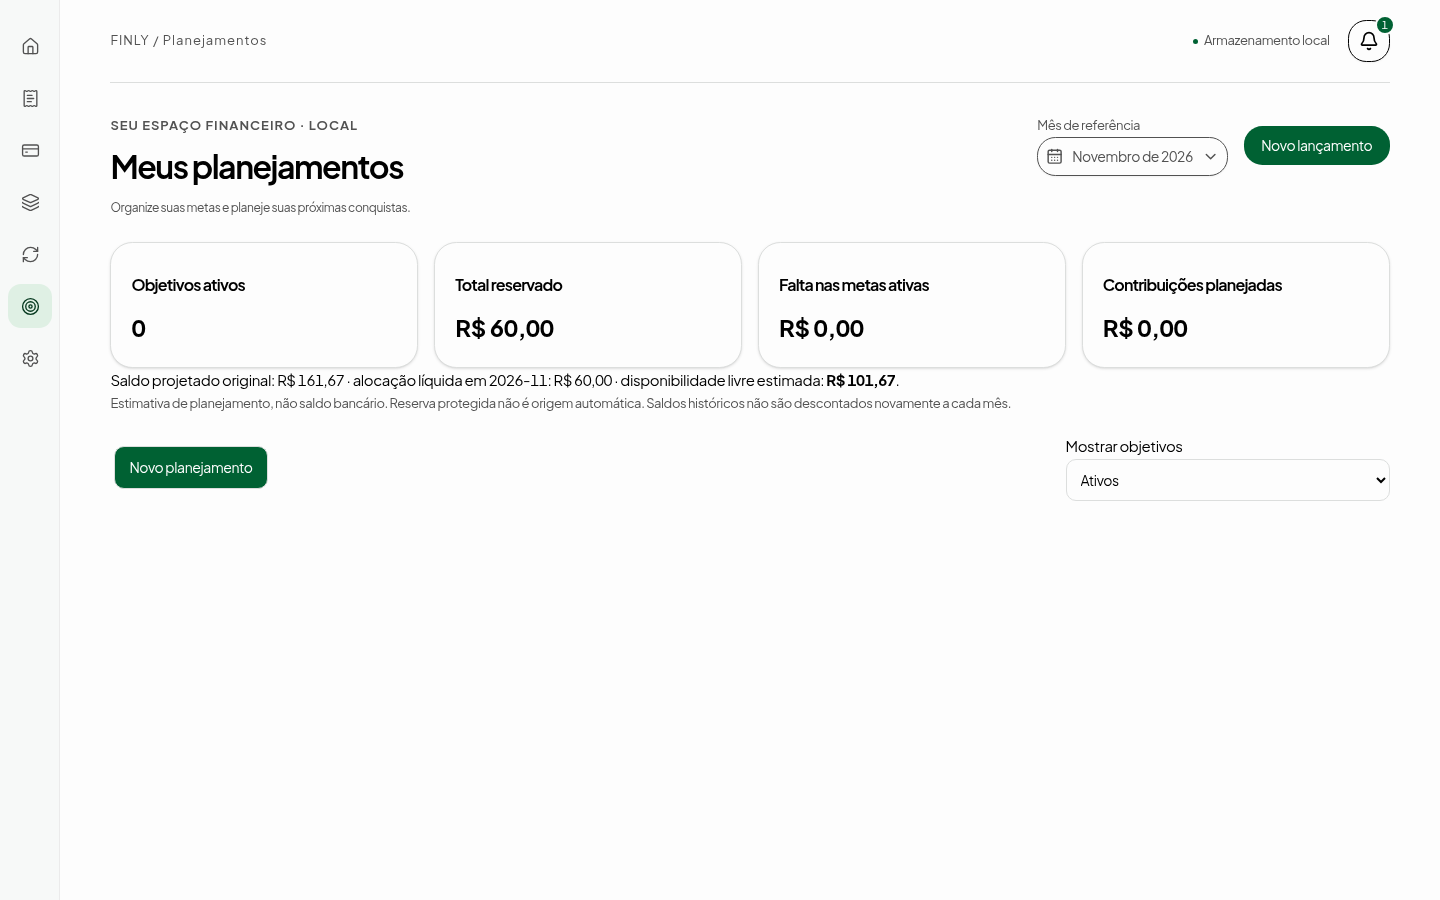 FINLY / Planejamentos
Armazenamento local
1
SEU ESPAÇO FINANCEIRO · LOCAL
Meus planejamentos
Organize suas metas e planeje suas próximas conquistas.
Mês de referência
Novembro de 2026
Novo lançamento
Objetivos ativos
0
Total reservado
R$ 60,00
Falta nas metas ativas
R$ 0,00
Contribuições planejadas
R$ 0,00
Saldo projetado original: R$ 161,67 · alocação líquida em 2026-11: R$ 60,00 · disponibilidade livre estimada: R$ 101,67.
Estimativa de planejamento, não saldo bancário. Reserva protegida não é origem automática. Saldos históricos não são descontados novamente a cada mês.
Novo planejamento
Mostrar objetivos
Ativos